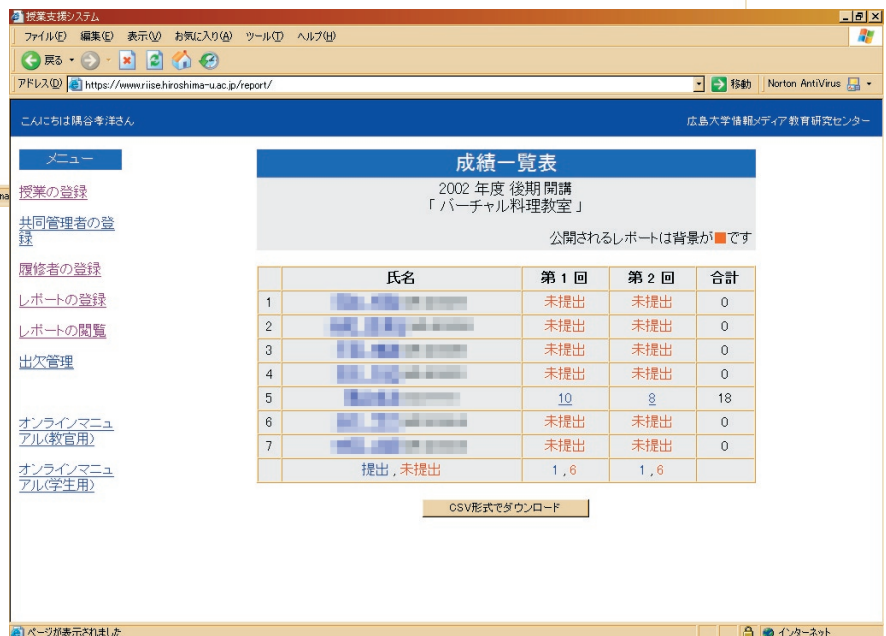 授業支援システム
ファイル(F) 編集(E) 表示(V) お気に入り(A) ツール(T) ヘルプ(H)
戻る
アドレス(D) https://www.riise.hiroshima-u.ac.jp/report/ 移動 Norton AntiVirus
こんにちは隅谷孝洋さん 広島大学情報メディア教育研究センター
メニュー
授業の登録
共同管理者の登
録
履修者の登録
レポートの登録
レポートの閲覧
出欠管理
オンラインマニュ
アル(教官用)
オンラインマニュ
アル(学生用)
成績一覧表
2002 年度 後期 開講
「 バーチャル料理教室 」
公開されるレポートは背景が■です
氏名 第 1 回 第 2 回 合計
1 未提出 未提出 0
2 未提出 未提出 0
3 未提出 未提出 0
4 未提出 未提出 0
5 10 8 18
6 未提出 未提出 0
7 未提出 未提出 0
提出 , 未提出 1 , 6 1 , 6
CSV形式でダウンロード
ページが表示されました インターネット